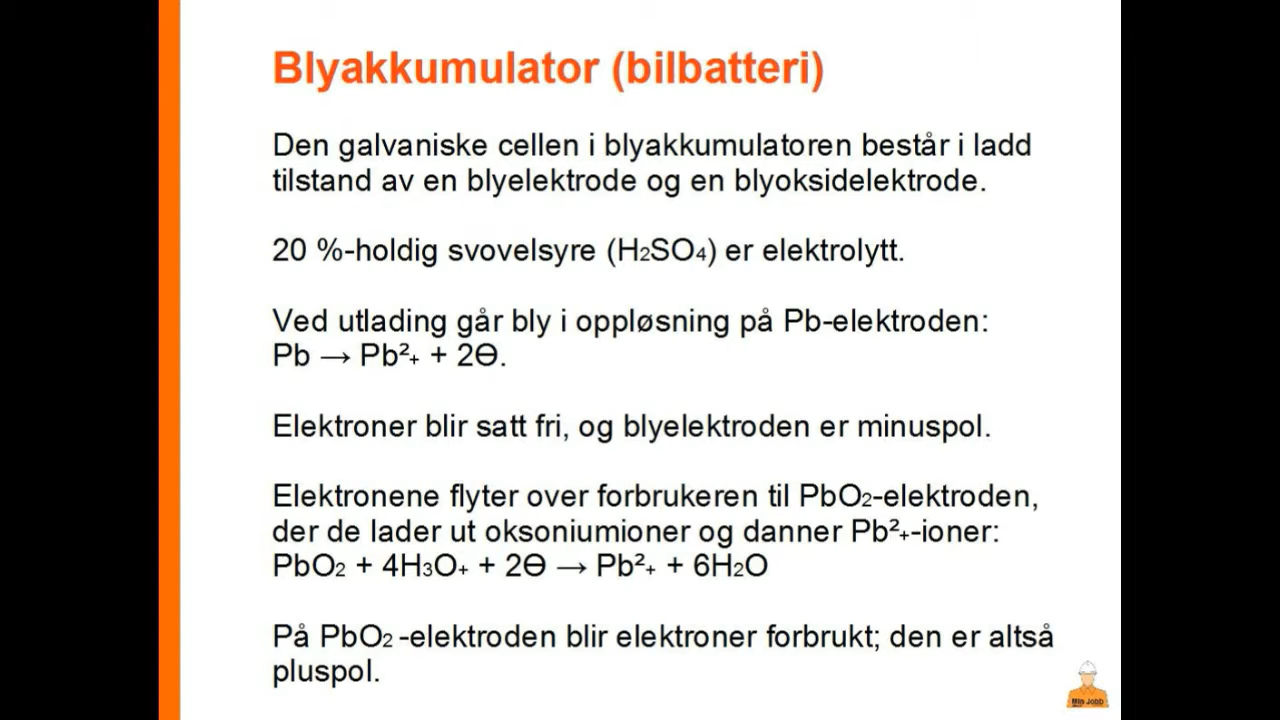 Blyakkumulator (bilbatteri)
Den galvaniske cellen i blyakkumulatoren består i ladd
tilstand av en blyelektrode og en blyoksidelektrode.
20 %-holdig svovelsyre (H₂SO₄) er elektrolytt.
Ved utlading går bly i oppløsning på Pb-elektroden:
Pb → Pb²₊ + 2Ө.
Elektroner blir satt fri, og blyelektroden er minuspol.
Elektronene flyter over forbrukeren til PbO₂-elektroden,
der de lader ut oksoniumioner og danner Pb²₊-ioner:
PbO₂ + 4H₃O₊ + 2Ө → Pb²₊ + 6H₂O
På PbO₂ -elektroden blir elektroner forbrukt; den er altså
pluspol.
Min Jobb